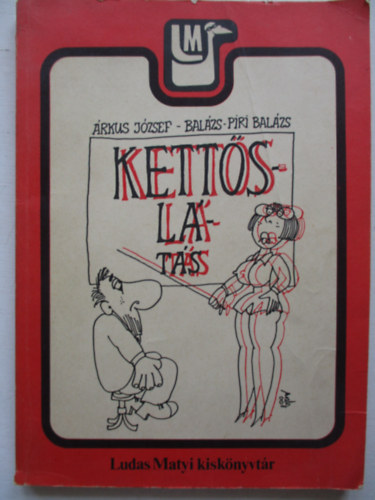 LM
ÁRKUS JÓZSEF - BALÁZS-PIRI BALÁZS
KETTŐS-
LÁ-
TÁS
Ludas Matyi kiskönyvtár